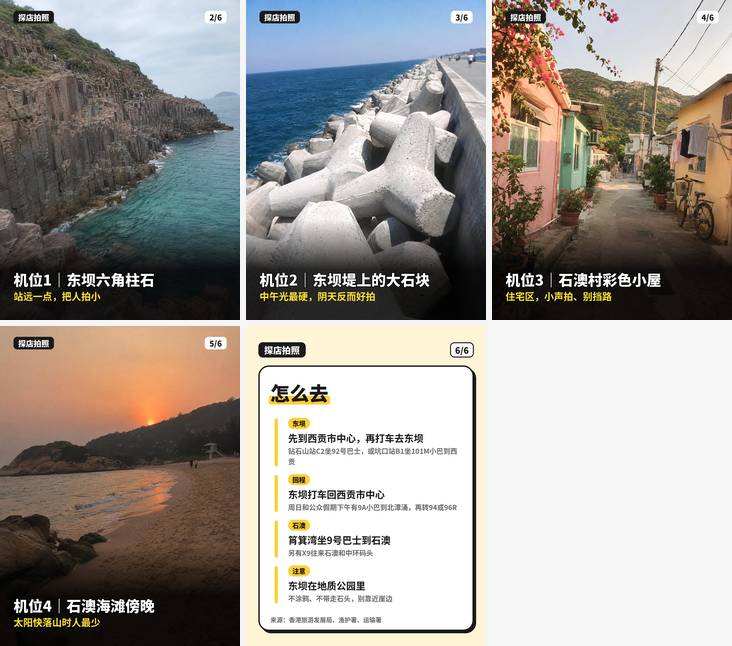 探店拍照
2/6
机位1｜东坝六角柱石
站远一点，把人拍小
探店拍照
3/6
机位2｜东坝堤上的大石块
中午光最硬，阴天反而好拍
探店拍照
4/6
机位3｜石澳村彩色小屋
住宅区，小声拍、别挡路
探店拍照
5/6
机位4｜石澳海滩傍晚
太阳快落山时人最少
探店拍照
6/6
怎么去
东坝
先到西贡市中心，再打车去东坝
钻石山站C2坐92号巴士，或坑口站B1坐101M小巴到西
贡
回程
东坝打车回西贡市中心
周日和公众假期下午有9A小巴到北潭涌，再转94或96R
石澳
筲箕湾坐9号巴士到石澳
另有X9往来石澳和中环码头
注意
东坝在地质公园里
不涂鸦、不带走石头，别靠近崖边
来源：香港旅游发展局、渔护署、运输署